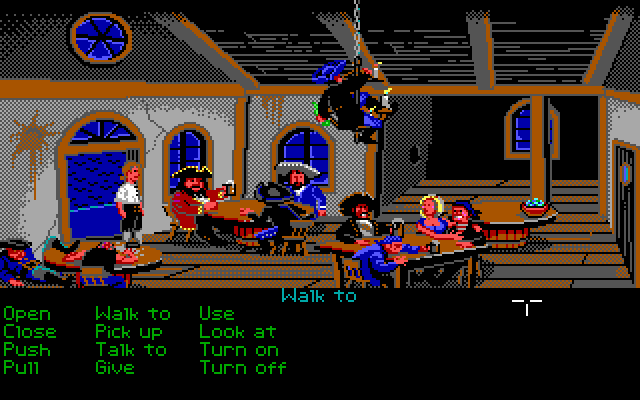 Walk to
Open Walk to Use
Close Pick up Look at
Push Talk to Turn on
Pull Give Turn off